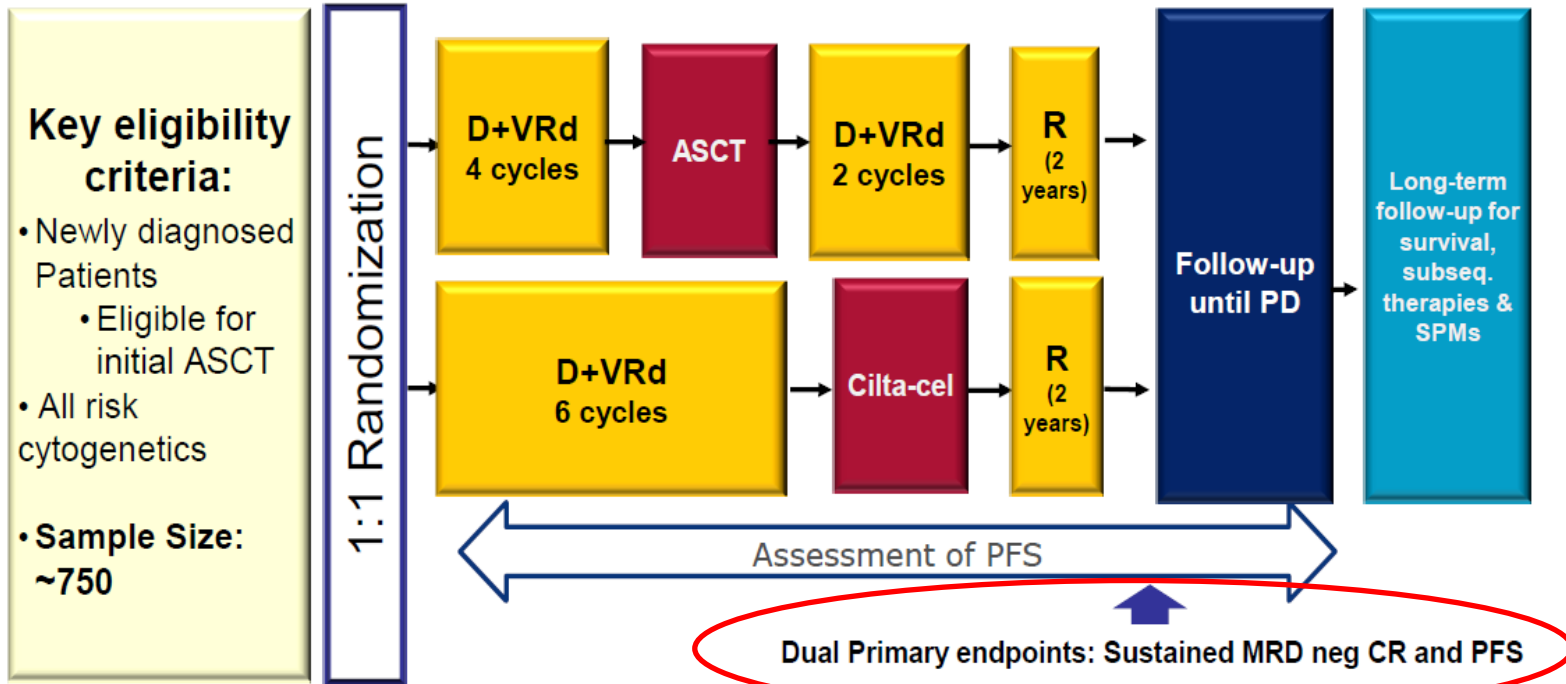 Key eligibility
criteria:
• Newly diagnosed
Patients
• Eligible for
initial ASCT
• All risk
cytogenetics
• Sample Size:
~750
1:1 Randomization
D+VRd
4 cycles
ASCT
D+VRd
2 cycles
R
(2
years)
D+VRd
6 cycles
Cilta-cel
R
(2
years)
Follow-up
until PD
Long-term
follow-up for
survival,
subseq.
therapies &
SPMs
Assessment of PFS
Dual Primary endpoints: Sustained MRD neg CR and PFS